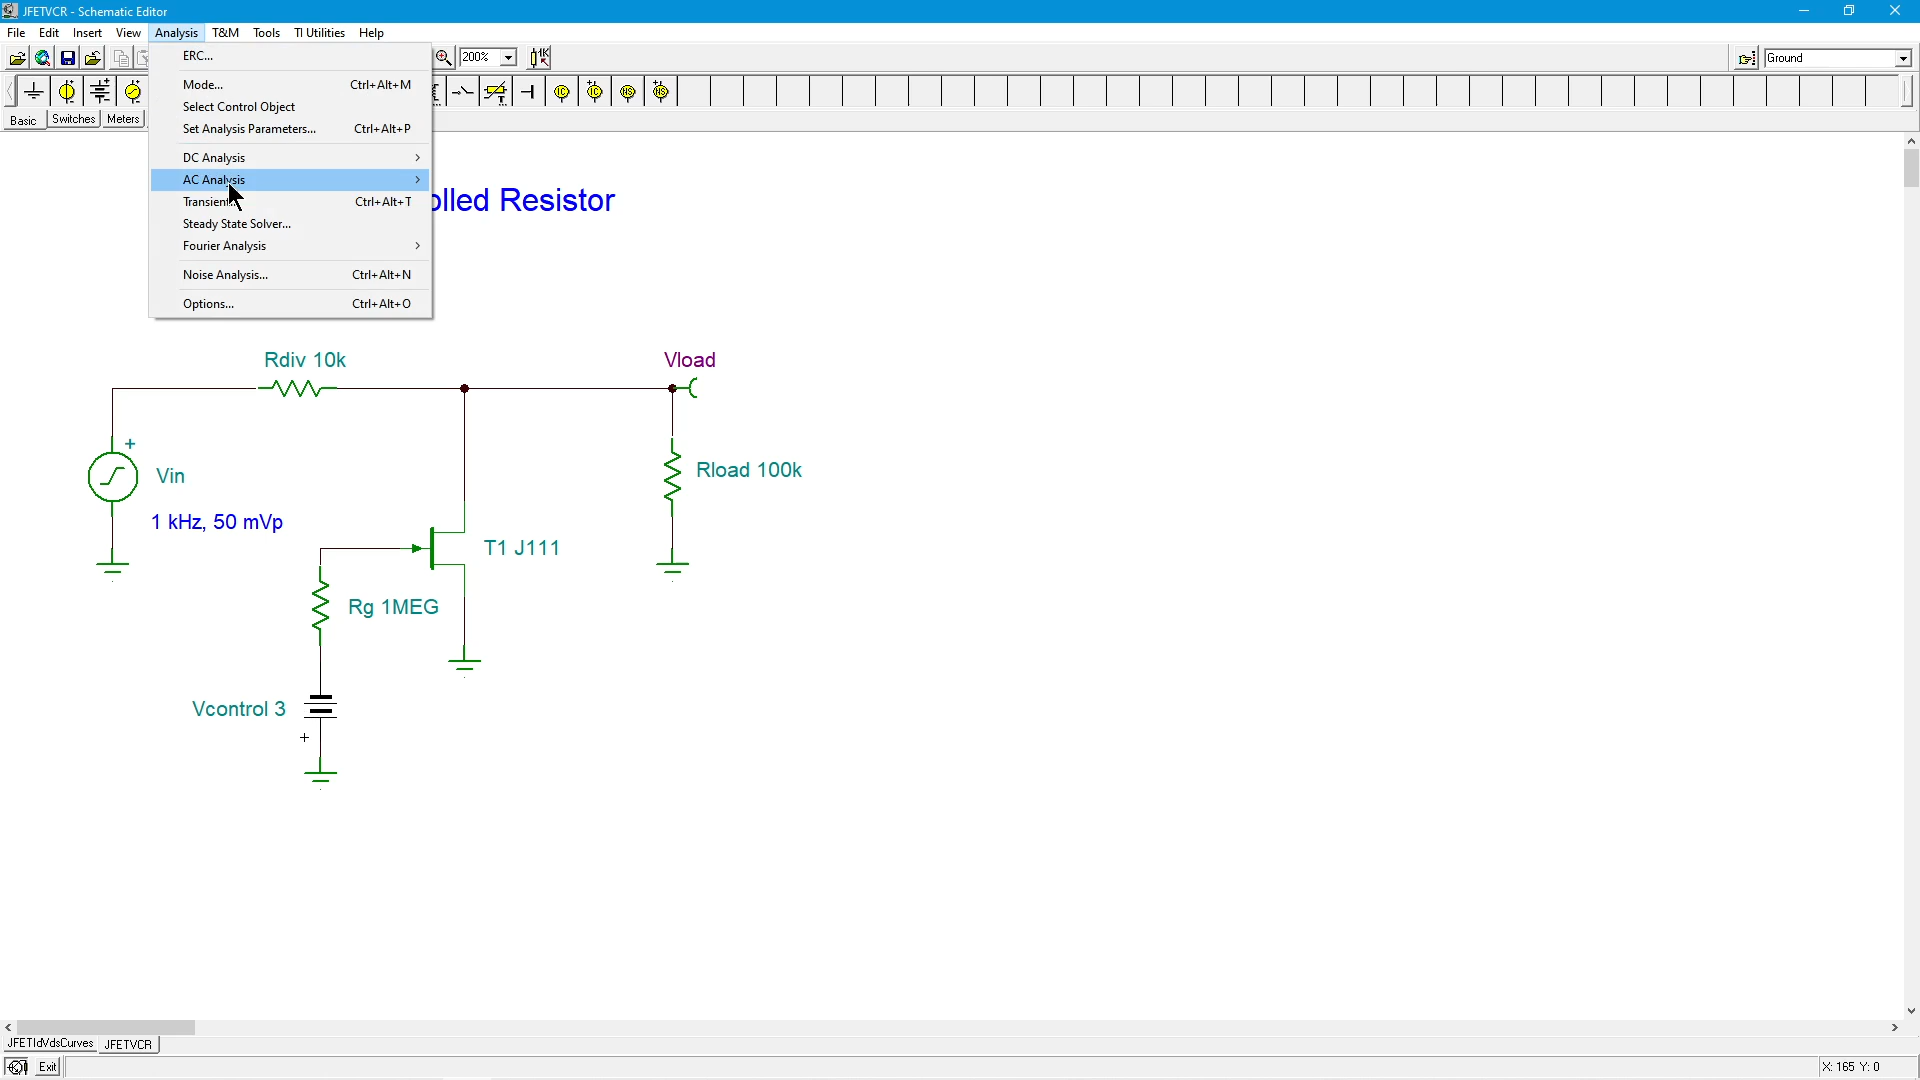 JFETVCR - Schematic Editor
File Edit Insert View Analysis T&M Tools TI Utilities Help
200%
Ground
Basic Switches Meters
ERC...
Mode... Ctrl+Alt+M
Select Control Object
Set Analysis Parameters... Ctrl+Alt+P
DC Analysis
AC Analysis
Transient... Ctrl+Alt+T
Steady State Solver...
Fourier Analysis
Noise Analysis... Ctrl+Alt+N
Options... Ctrl+Alt+O
olled Resistor
Rdiv 10k
Vload
+
Vin
Rload 100k
1 kHz, 50 mVp
T1 J111
Rg 1MEG
Vcontrol 3
+
JFETIdVdsCurves JFETVCR
Exit
X: 165 Y: 0